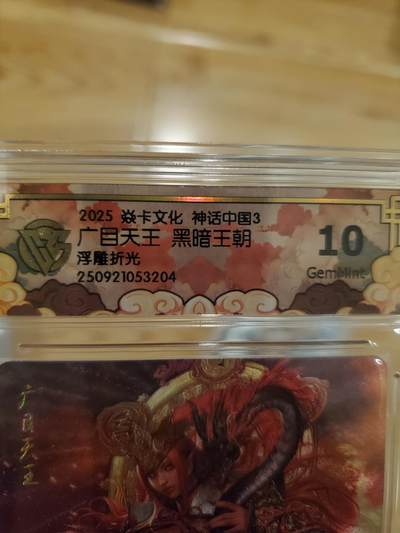 2025 焱卡文化 神话中国3
广目天王 黑暗王朝
浮雕折光
250921053204
10
GemMint
广目天王